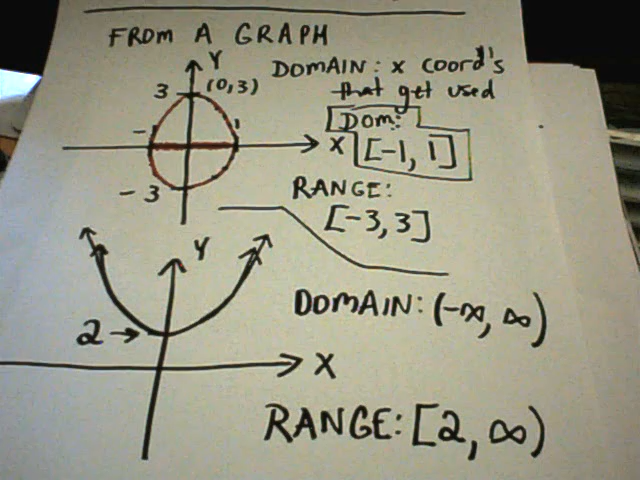 FROM A GRAPH
Y
3
(0,3)
DOMAIN: x coord's
that get used
DOM:
-1
1
X
[-1, 1]
-3
RANGE:
[-3,3]
Y
DOMAIN: (-∞, ∞)
2→
X
RANGE: [2, ∞)